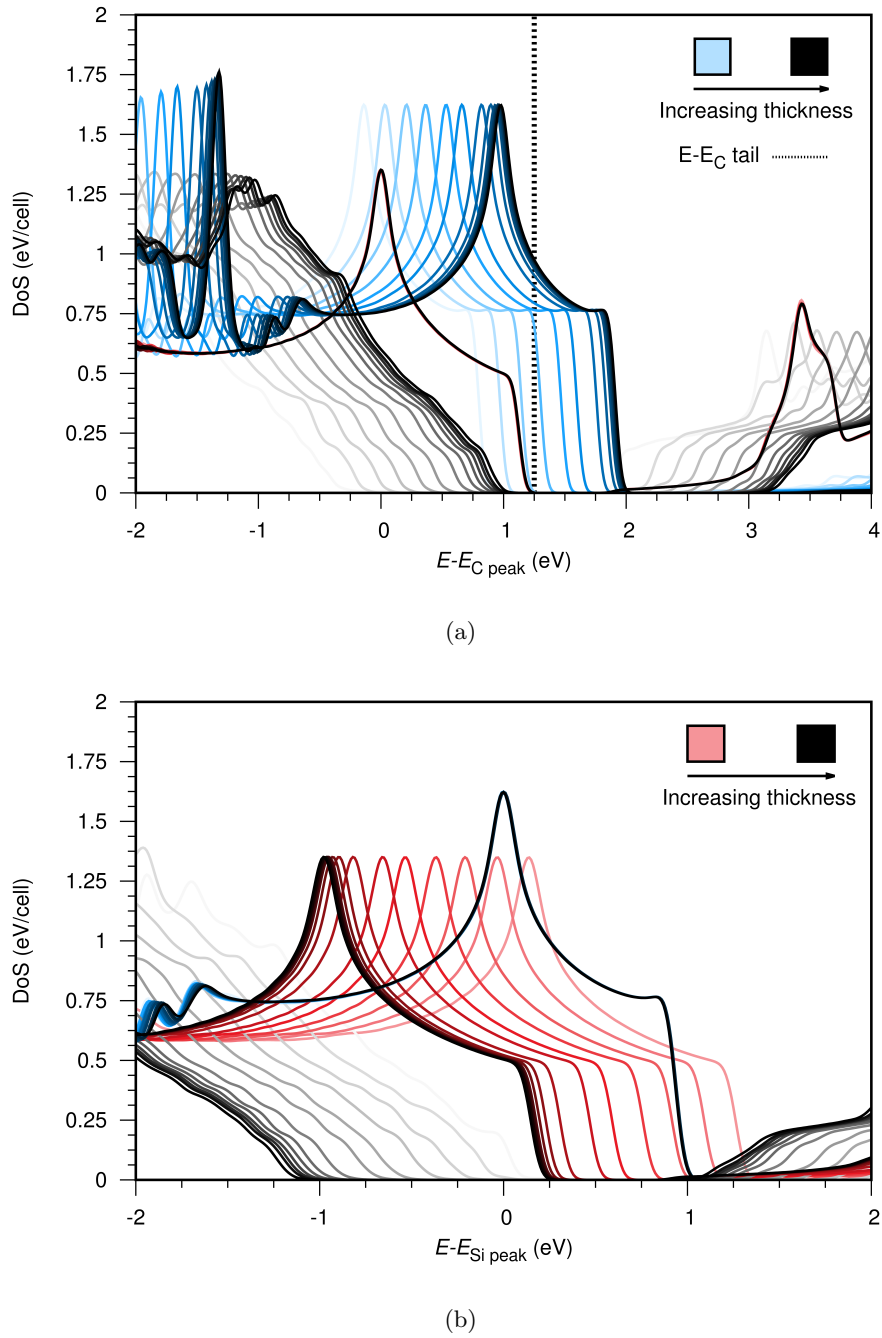 2
1.75
1.5
1.25
1
0.75
0.5
0.25
0
DoS (eV/cell)
Increasing thickness
E-E_C tail
-2 -1 0 1 2 3 4
E-E_C peak (eV)
(a)
2
1.75
1.5
1.25
1
0.75
0.5
0.25
0
DoS (eV/cell)
Increasing thickness
-2 -1 0 1 2
E-E_Si peak (eV)
(b)